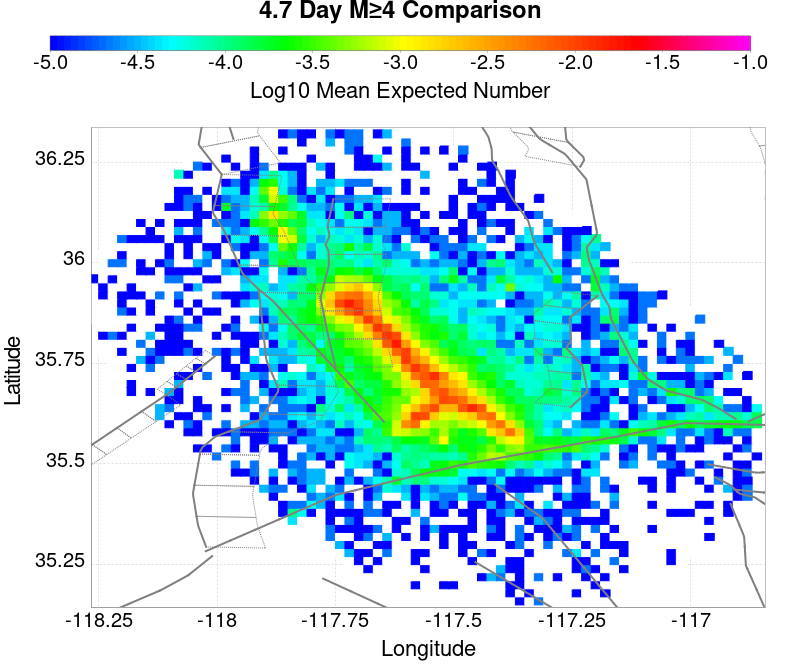 4.7 Day M≥4 Comparison
-5.0 -4.5 -4.0 -3.5 -3.0 -2.5 -2.0 -1.5 -1.0
Log10 Mean Expected Number
36.25
36
35.75
35.5
35.25
Latitude
-118.25 -118 -117.75 -117.5 -117.25 -117
Longitude